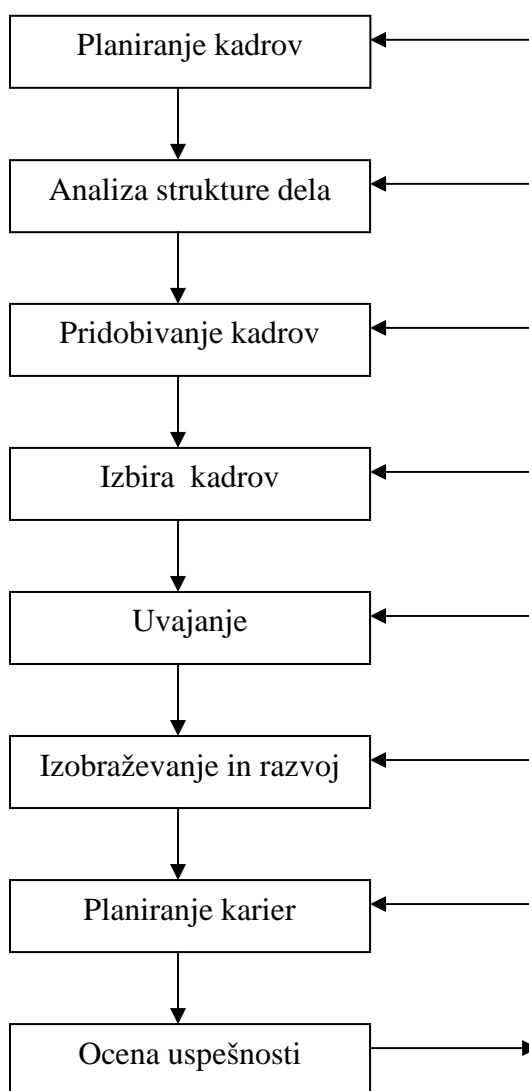 Planiranje kadrov
Analiza strukture dela
Pridobivanje kadrov
Izbira  kadrov
Uvajanje
Izobraževanje in razvoj
Planiranje karier
Ocena uspešnosti